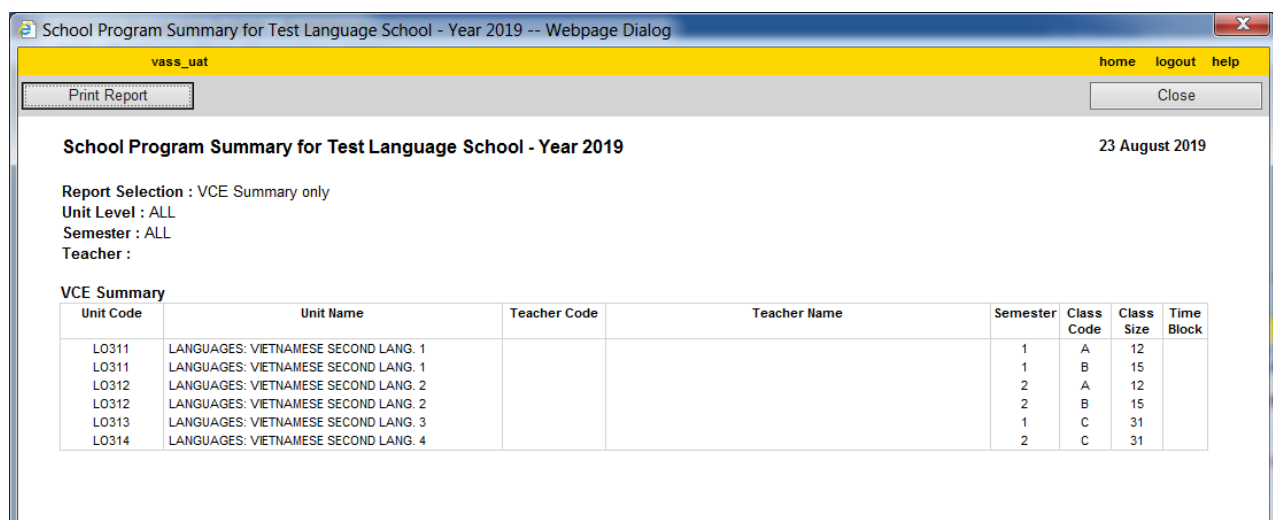 School Program Summary for Test Language School - Year 2019 -- Webpage Dialog
X
vass_uat home logout help
Print Report Close
School Program Summary for Test Language School - Year 2019 23 August 2019
Report Selection : VCE Summary only
Unit Level : ALL
Semester : ALL
Teacher :
VCE Summary
Unit Code Unit Name Teacher Code Teacher Name Semester Class Code Class Size Time Block
LO311 LANGUAGES: VIETNAMESE SECOND LANG. 1 1 A 12
LO311 LANGUAGES: VIETNAMESE SECOND LANG. 1 1 B 15
LO312 LANGUAGES: VIETNAMESE SECOND LANG. 2 2 A 12
LO312 LANGUAGES: VIETNAMESE SECOND LANG. 2 2 B 15
LO313 LANGUAGES: VIETNAMESE SECOND LANG. 3 1 C 31
LO314 LANGUAGES: VIETNAMESE SECOND LANG. 4 2 C 31